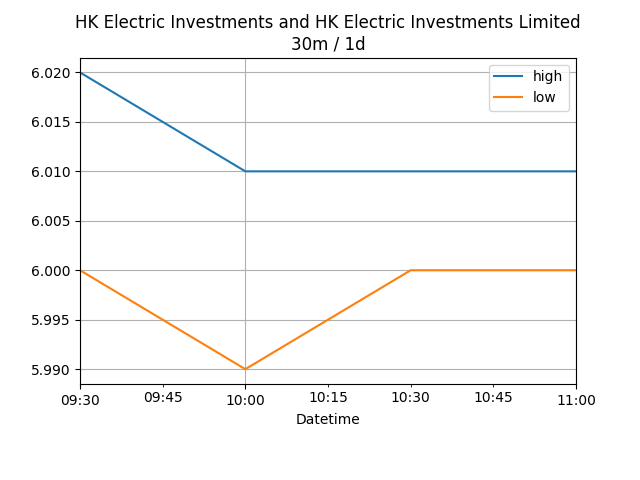 HK Electric Investments and HK Electric Investments Limited
30m / 1d
6.020
6.015
6.010
6.005
6.000
5.995
5.990
high
low
09:30 09:45 10:00 10:15 10:30 10:45 11:00
Datetime